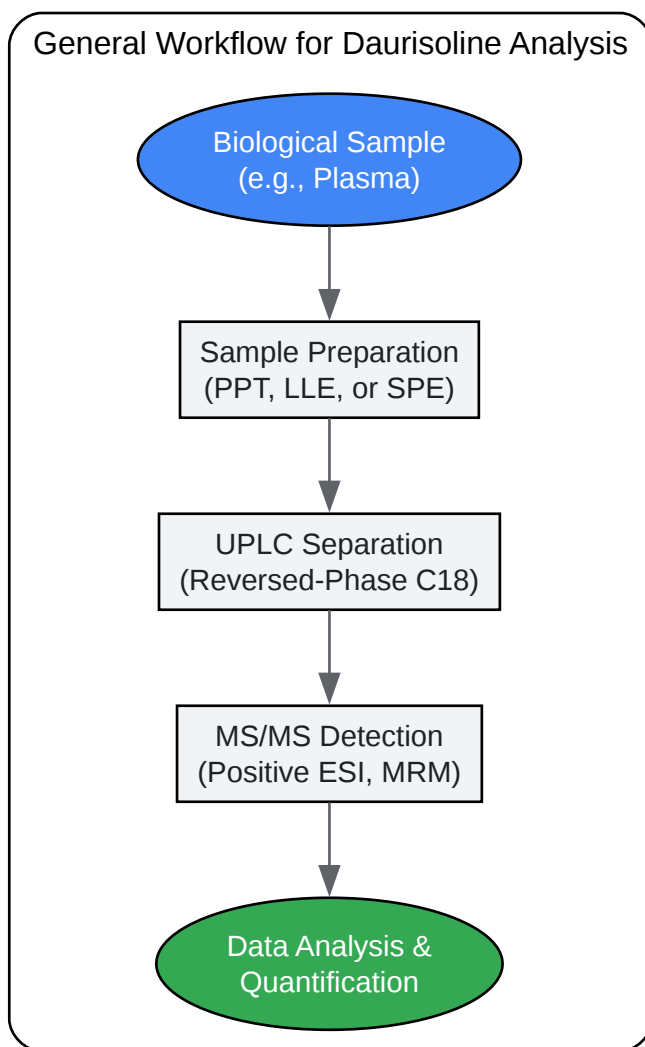 General Workflow for Daurisoline Analysis
Biological Sample
(e.g., Plasma)
Sample Preparation
(PPT, LLE, or SPE)
UPLC Separation
(Reversed-Phase C18)
MS/MS Detection
(Positive ESI, MRM)
Data Analysis &
Quantification